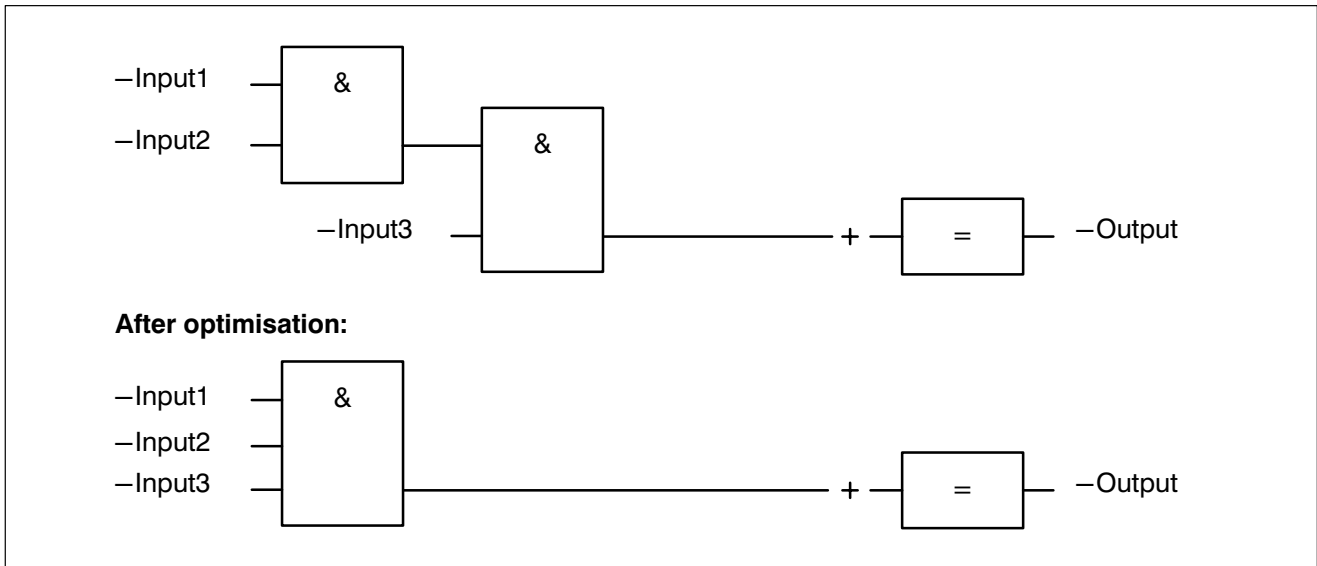 –Input1
&
–Input2
&
–Input3
+
=
–Output
After optimisation:
–Input1
&
–Input2
–Input3
+
=
–Output